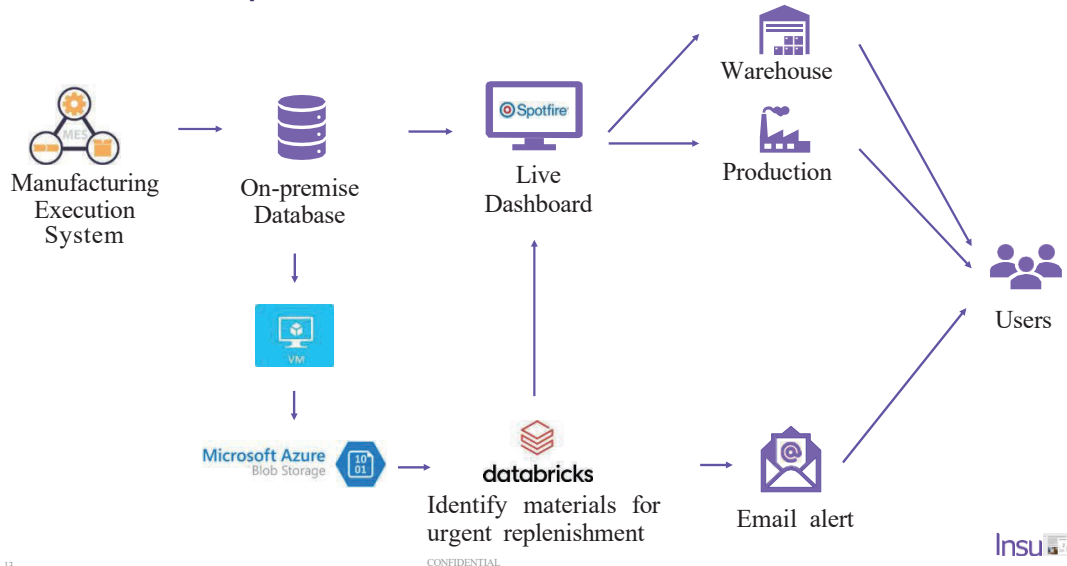 Warehouse
MES
Spotfire
Manufacturing
Execution
System
On-premise
Database
Live
Dashboard
Production
VM
Users
Microsoft Azure
Blob Storage
10
01
databricks
Identify materials for
urgent replenishment
@
Email alert
Insu
CONFIDENTIAL